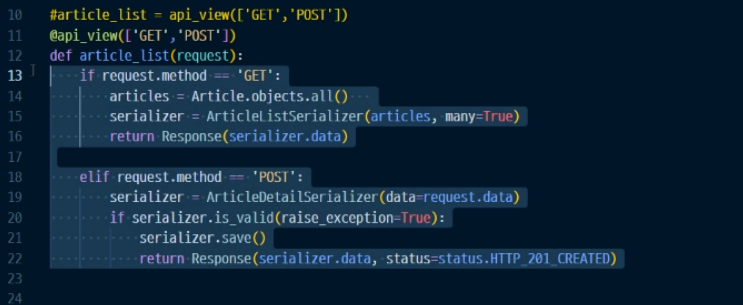 10 #article_list = api_view(['GET','POST'])
11 @api_view(['GET','POST'])
12 def article_list(request):
13     if request.method == 'GET':
14         articles = Article.objects.all()
15         serializer = ArticleListSerializer(articles, many=True)
16         return Response(serializer.data)
17
18     elif request.method == 'POST':
19         serializer = ArticleDetailSerializer(data=request.data)
20         if serializer.is_valid(raise_exception=True):
21             serializer.save()
22             return Response(serializer.data, status=status.HTTP_201_CREATED)
23
24